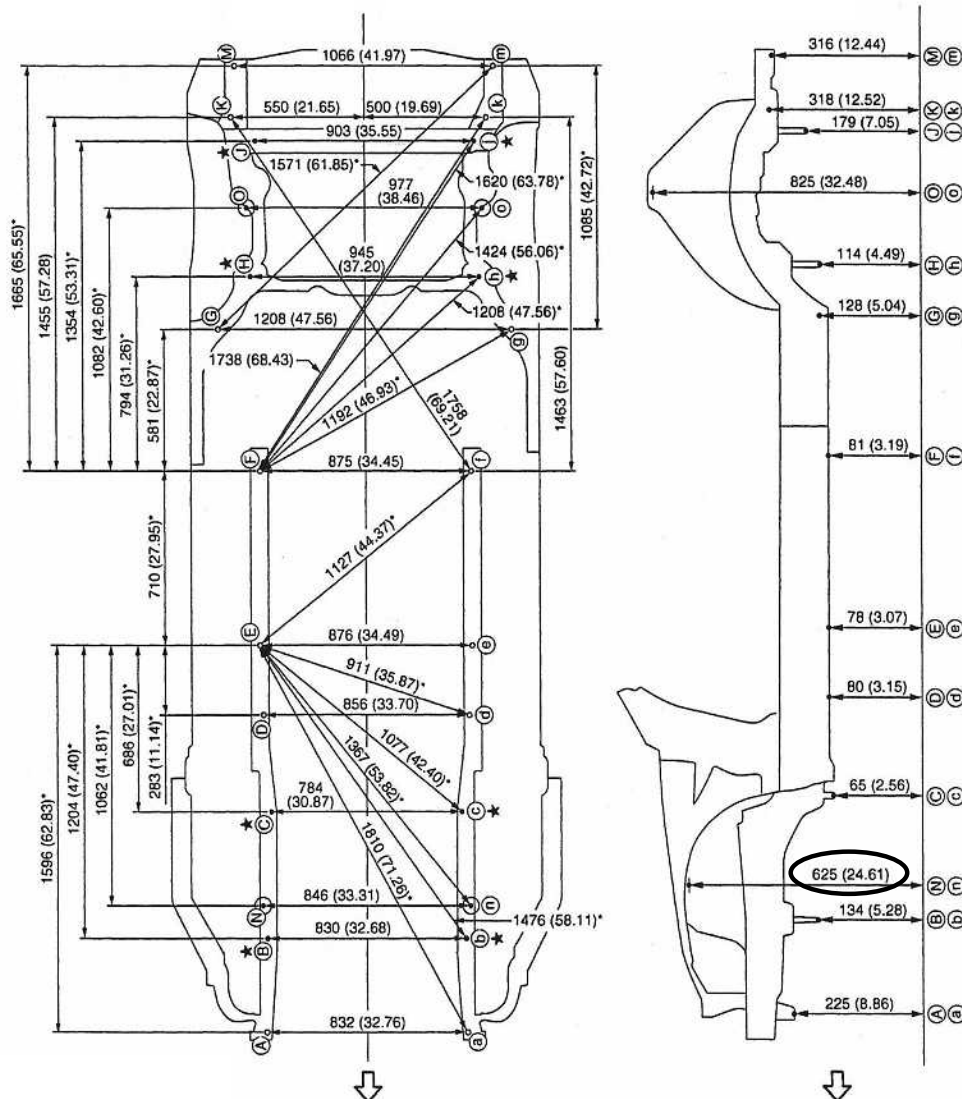 M
1066 (41.97)
m
K
550 (21.65)
500 (19.69)
k
903 (35.55)
★
J
j
★
1571 (61.85)*
1620 (63.78)*
977
(38.46)
O
o
1424 (56.06)*
945
(37.20)
★
H
h
★
G
1208 (47.56)
1208 (47.56)*
g
1738 (68.43)
1192 (46.93)*
1758
(69.21)
1665 (65.55)*
1455 (57.28)
1354 (53.31)*
1082 (42.60)*
794 (31.26)*
581 (22.87)*
1085 (42.72)*
1463 (57.60)
F
875 (34.45)
f
710 (27.95)*
1127 (44.37)*
E
876 (34.49)
e
911 (35.87)*
856 (33.70)
D
d
1077 (42.40)*
1367 (53.82)*
784
(30.87)
★
C
c
★
1810 (71.26)*
846 (33.31)
N
n
1476 (58.11)*
830 (32.68)
★
B
b
★
832 (32.76)
A
a
1596 (62.83)*
1204 (47.40)*
1062 (41.81)*
686 (27.01)*
283 (11.14)*
316 (12.44)
M m
318 (12.52)
K k
179 (7.05)
J j
825 (32.48)
O o
114 (4.49)
H h
128 (5.04)
G g
81 (3.19)
F f
78 (3.07)
E e
80 (3.15)
D d
65 (2.56)
C c
625 (24.61)
N n
134 (5.28)
B b
225 (8.86)
A a